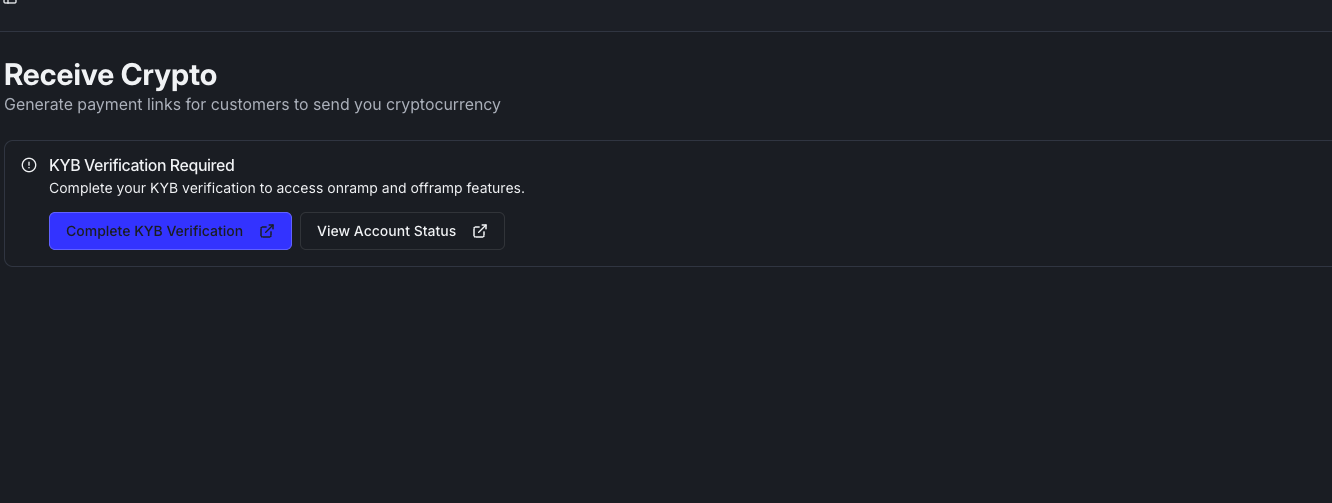 Receive Crypto
Generate payment links for customers to send you cryptocurrency
KYB Verification Required
Complete your KYB verification to access onramp and offramp features.
Complete KYB Verification
View Account Status